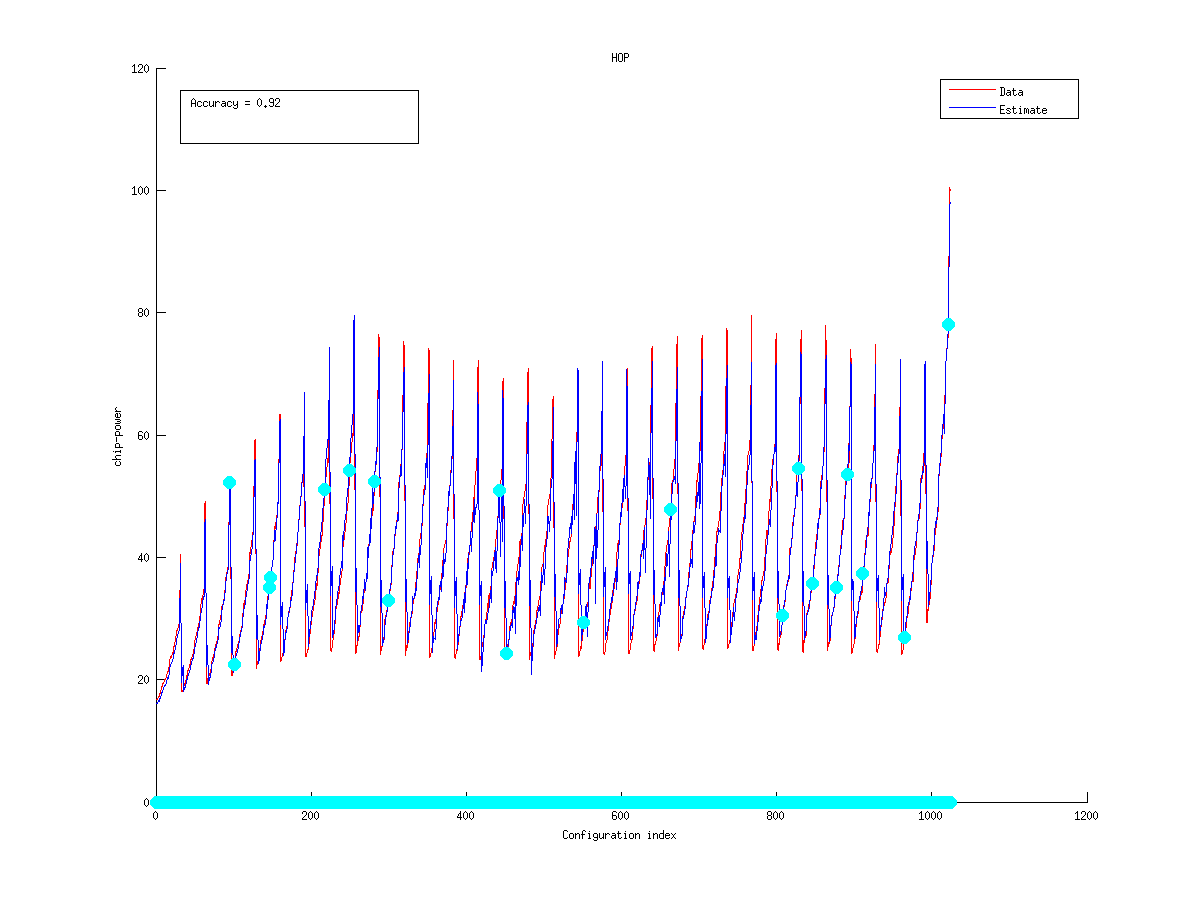 HOP
120
Accuracy = 0.92
Data
Estimate
100
80
60
chip-power
40
20
0
0 200 400 600 800 1000 1200
Configuration index